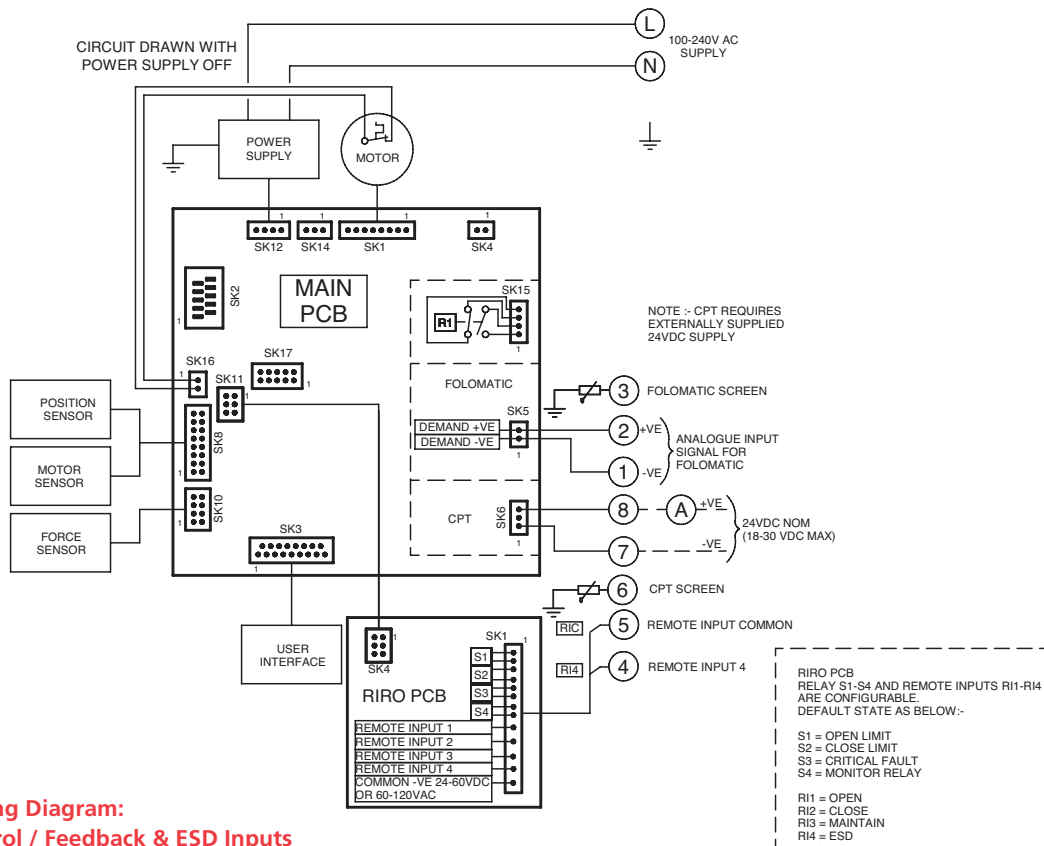 L
100-240V AC
SUPPLY
N
CIRCUIT DRAWN WITH
POWER SUPPLY OFF
POWER
SUPPLY
MOTOR
1
1
1
1
SK12
SK14
SK1
SK4
SK2
1
MAIN
PCB
SK15
R1
1
NOTE :- CPT REQUIRES
EXTERNALLY SUPPLIED
24VDC SUPPLY
SK16
1
SK11
1
SK17
1
FOLOMATIC
3
FOLOMATIC SCREEN
POSITION
SENSOR
MOTOR
SENSOR
FORCE
SENSOR
SK8
1
SK10
1
DEMAND +VE
DEMAND -VE
SK5
1
2
+VE
1
-VE
ANALOGUE INPUT
SIGNAL FOR
FOLOMATIC
CPT
SK6
1
8
A
+VE
7
-VE
24VDC NOM
(18-30 VDC MAX)
SK3
1
6
CPT SCREEN
USER
INTERFACE
RIC
5
REMOTE INPUT COMMON
RI4
4
REMOTE INPUT 4
1
SK4
SK1
1
S1
S2
S3
S4
RIRO PCB
REMOTE INPUT 1
REMOTE INPUT 2
REMOTE INPUT 3
REMOTE INPUT 4
COMMON -VE 24-60VDC
OR 60-120VAC
RIRO PCB
RELAY S1-S4 AND REMOTE INPUTS RI1-RI4
ARE CONFIGURABLE.
DEFAULT STATE AS BELOW:-
S1 = OPEN LIMIT
S2 = CLOSE LIMIT
S3 = CRITICAL FAULT
S4 = MONITOR RELAY
RI1 = OPEN
RI2 = CLOSE
RI3 = MAINTAIN
RI4 = ESD
ng Diagram:
rol / Feedback & ESD Inputs